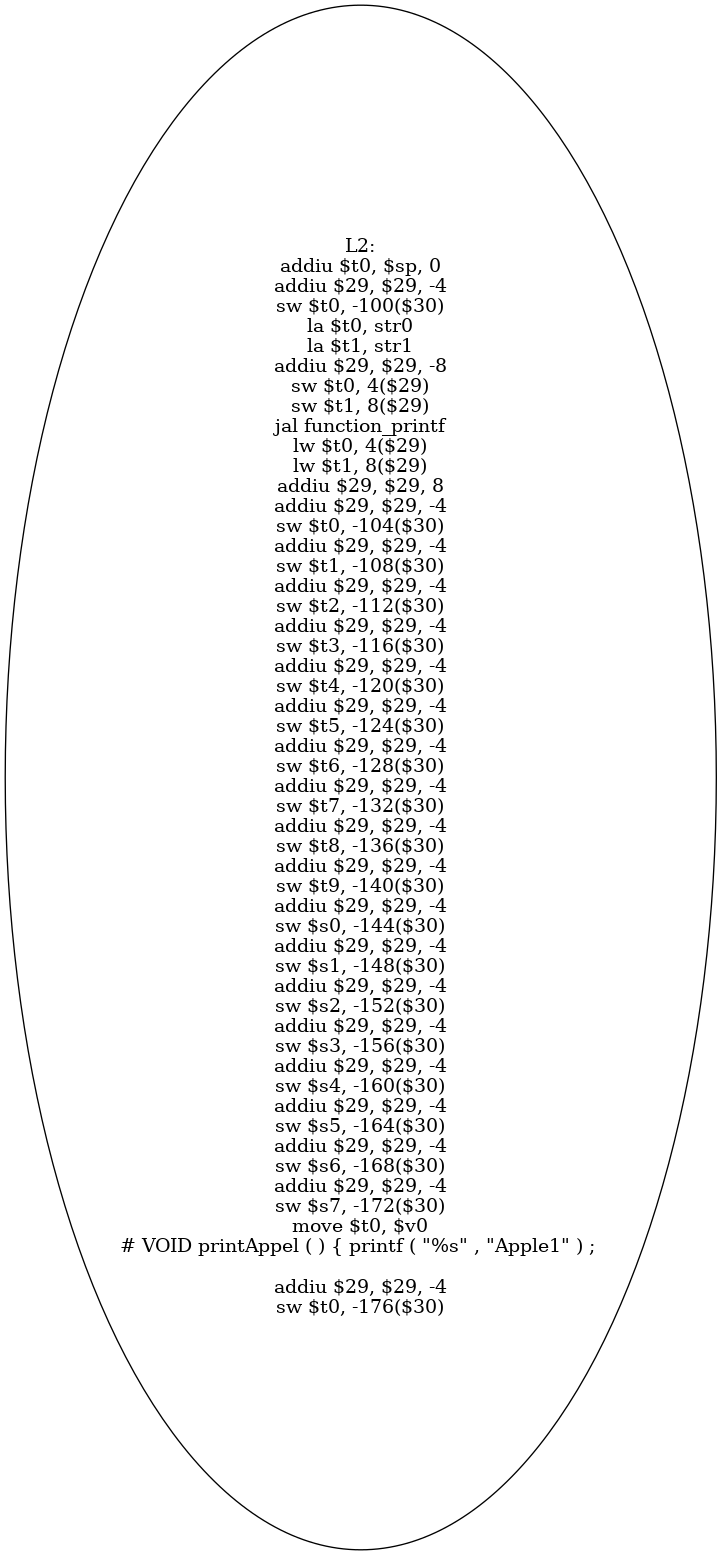 L2:
addiu $t0, $sp, 0
addiu $29, $29, -4
sw $t0, -100($30)
la $t0, str0
la $t1, str1
addiu $29, $29, -8
sw $t0, 4($29)
sw $t1, 8($29)
jal function_printf
lw $t0, 4($29)
lw $t1, 8($29)
addiu $29, $29, 8
addiu $29, $29, -4
sw $t0, -104($30)
addiu $29, $29, -4
sw $t1, -108($30)
addiu $29, $29, -4
sw $t2, -112($30)
addiu $29, $29, -4
sw $t3, -116($30)
addiu $29, $29, -4
sw $t4, -120($30)
addiu $29, $29, -4
sw $t5, -124($30)
addiu $29, $29, -4
sw $t6, -128($30)
addiu $29, $29, -4
sw $t7, -132($30)
addiu $29, $29, -4
sw $t8, -136($30)
addiu $29, $29, -4
sw $t9, -140($30)
addiu $29, $29, -4
sw $s0, -144($30)
addiu $29, $29, -4
sw $s1, -148($30)
addiu $29, $29, -4
sw $s2, -152($30)
addiu $29, $29, -4
sw $s3, -156($30)
addiu $29, $29, -4
sw $s4, -160($30)
addiu $29, $29, -4
sw $s5, -164($30)
addiu $29, $29, -4
sw $s6, -168($30)
addiu $29, $29, -4
sw $s7, -172($30)
move $t0, $v0
# VOID printAppel ( ) { printf ( "%s" , "Apple1" ) ;
addiu $29, $29, -4
sw $t0, -176($30)